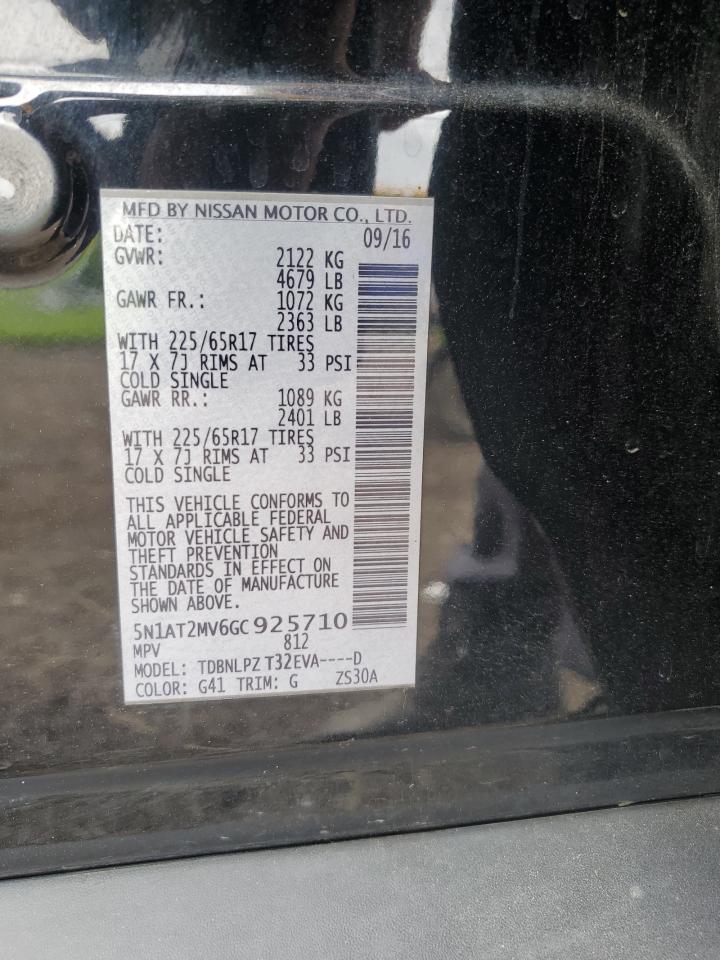 MFD BY NISSAN MOTOR CO., LTD.
DATE: 09/16
GVWR: 2122 KG
4679 LB
GAWR FR.: 1072 KG
2363 LB
WITH 225/65R17 TIRES
17 X 7J RIMS AT 33 PSI
COLD SINGLE
GAWR RR.: 1089 KG
2401 LB
WITH 225/65R17 TIRES
17 X 7J RIMS AT 33 PSI
COLD SINGLE
THIS VEHICLE CONFORMS TO
ALL APPLICABLE FEDERAL
MOTOR VEHICLE SAFETY AND
THEFT PREVENTION
STANDARDS IN EFFECT ON
THE DATE OF MANUFACTURE
SHOWN ABOVE.
5N1AT2MV6GC925710
MPV 812
MODEL: TDBNLPZ T32EVA----D
COLOR: G41 TRIM: G ZS30A